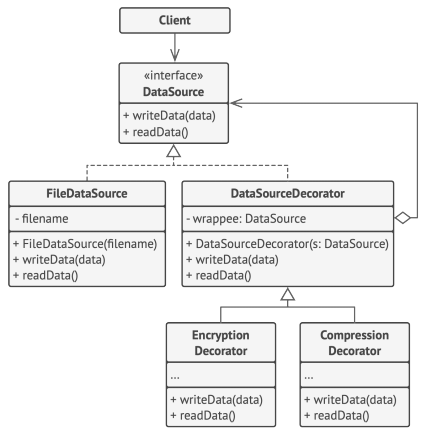 Client
«interface»
DataSource
+ writeData(data)
+ readData()
FileDataSource
- filename
+ FileDataSource(filename)
+ writeData(data)
+ readData()
DataSourceDecorator
- wrappee: DataSource
+ DataSourceDecorator(s: DataSource)
+ writeData(data)
+ readData()
Encryption
Decorator
...
+ writeData(data)
+ readData()
Compression
Decorator
...
+ writeData(data)
+ readData()